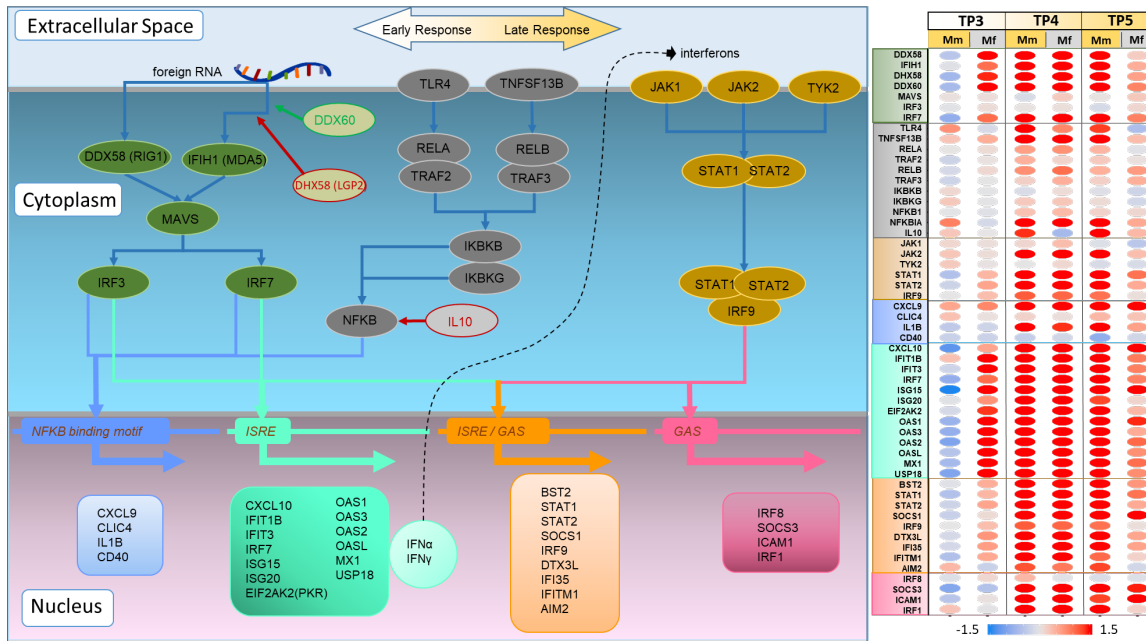 Extracellular Space
Early Response
Late Response
interferons
foreign RNA
TLR4
TNFSF13B
JAK1
JAK2
TYK2
DDX60
DDX58 (RIG1)
IFIH1 (MDA5)
DHX58 (LGP2)
RELA
TRAF2
RELB
TRAF3
STAT1
STAT2
Cytoplasm
MAVS
IKBKB
IKBKG
IRF3
IRF7
NFKB
IL10
STAT1
STAT2
IRF9
NFKB binding motif
ISRE
ISRE / GAS
GAS
CXCL9
CLIC4
IL1B
CD40
CXCL10
IFIT1B
IFIT3
IRF7
ISG15
ISG20
EIF2AK2(PKR)
OAS1
OAS3
OAS2
OASL
MX1
USP18
IFNα
IFNγ
BST2
STAT1
STAT2
SOCS1
IRF9
DTX3L
IFI35
IFITM1
AIM2
IRF8
SOCS3
ICAM1
IRF1
Nucleus
TP3 TP4 TP5
Mm Mf Mm Mf Mm Mf
DDX58
IFIH1
DHX58
DDX60
MAVS
IRF3
IRF7
TLR4
TNFSF13B
RELA
TRAF2
RELB
TRAF3
IKBKB
IKBKG
NFKB1
NFKBIA
IL10
JAK1
JAK2
TYK2
STAT1
STAT2
IRF9
CXCL9
CLIC4
IL1B
CD40
CXCL10
IFIT1B
IFIT3
IRF7
ISG15
ISG20
EIF2AK2
OAS1
OAS3
OAS2
OASL
MX1
USP18
BST2
STAT1
STAT2
SOCS1
IRF9
DTX3L
IFI35
IFITM1
AIM2
IRF8
SOCS3
ICAM1
IRF1
-1.5 1.5